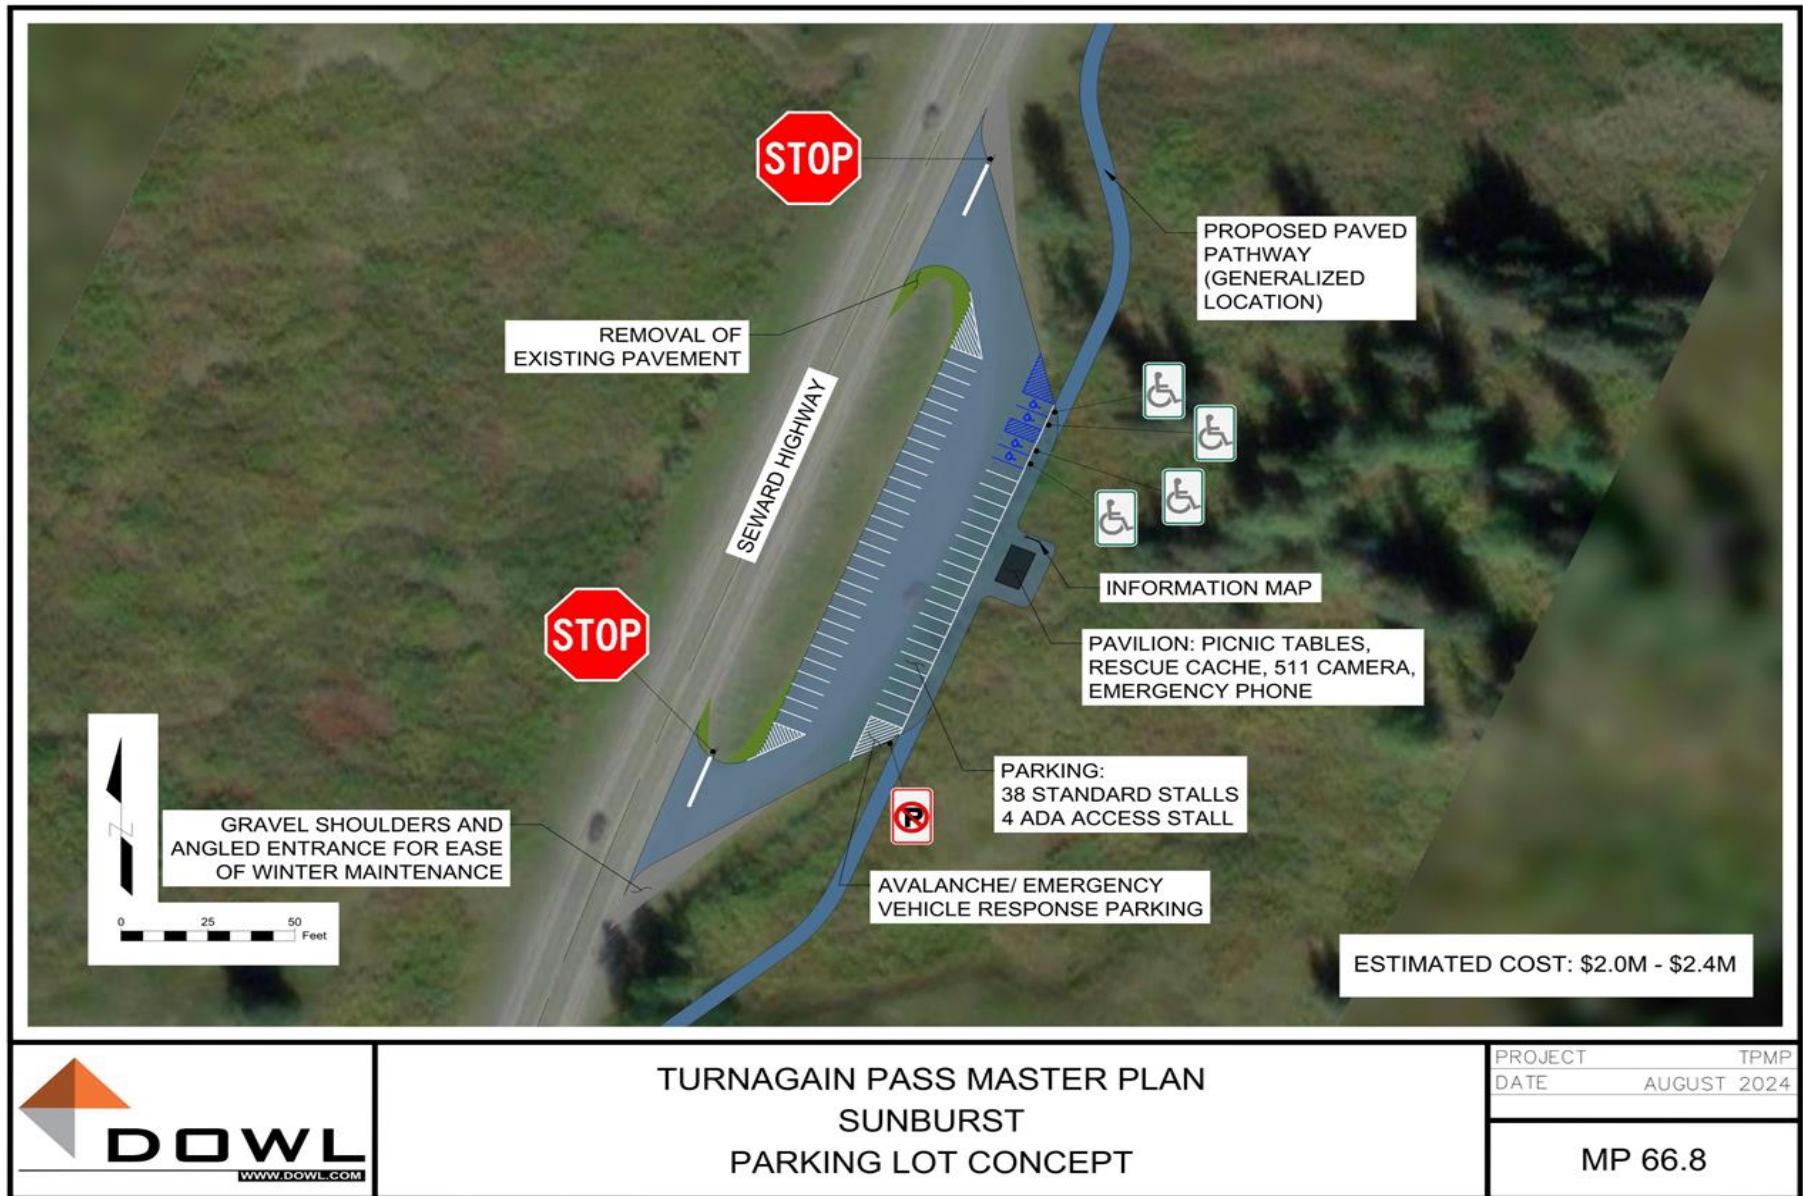 STOP
PROPOSED PAVED
PATHWAY
(GENERALIZED
LOCATION)
REMOVAL OF
EXISTING PAVEMENT
SEWARD HIGHWAY
INFORMATION MAP
STOP
PAVILION: PICNIC TABLES,
RESCUE CACHE, 511 CAMERA,
EMERGENCY PHONE
PARKING:
38 STANDARD STALLS
4 ADA ACCESS STALL
P
GRAVEL SHOULDERS AND
ANGLED ENTRANCE FOR EASE
OF WINTER MAINTENANCE
AVALANCHE/ EMERGENCY
VEHICLE RESPONSE PARKING
Z
0 25 50
Feet
ESTIMATED COST: $2.0M - $2.4M
DOWL
WWW.DOWL.COM
TURNAGAIN PASS MASTER PLAN
SUNBURST
PARKING LOT CONCEPT
PROJECT TPMP
DATE AUGUST 2024
MP 66.8